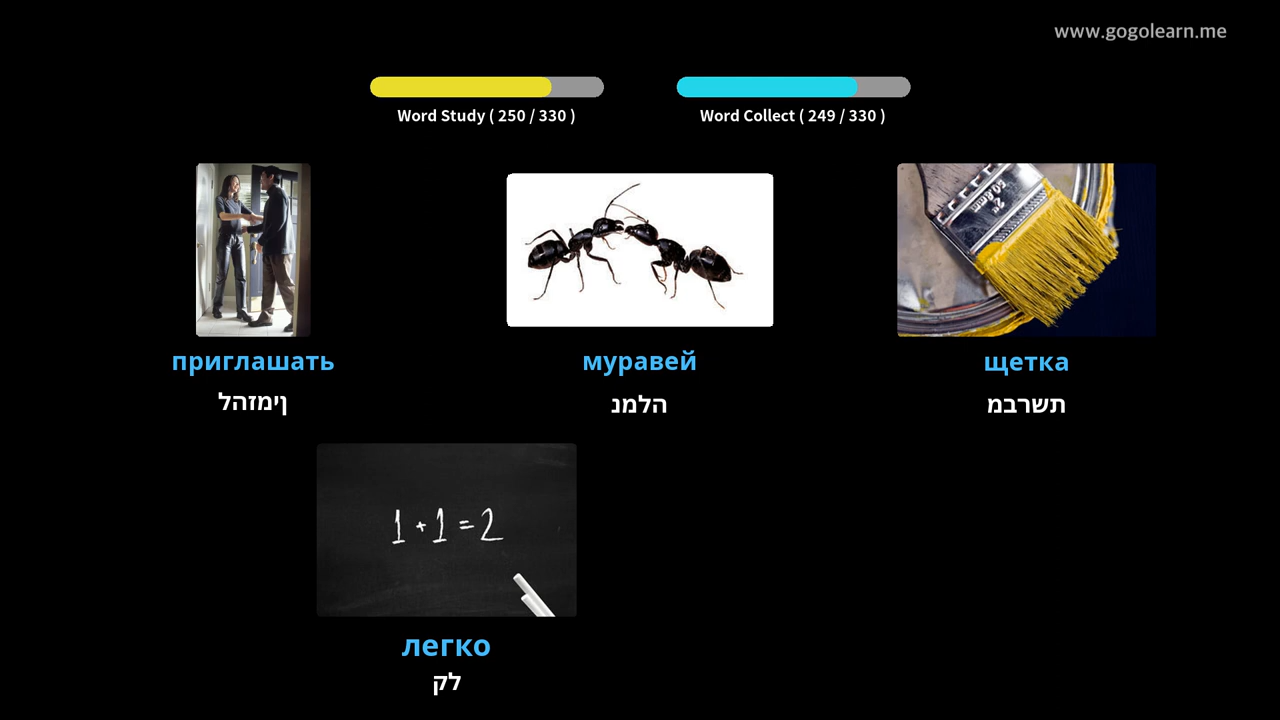 www.gogolearn.me
Word Study ( 250 / 330 )
Word Collect ( 249 / 330 )
приглашать
להזמין
муравей
נמלה
щетка
מברשת
1 + 1 = 2
легко
קל